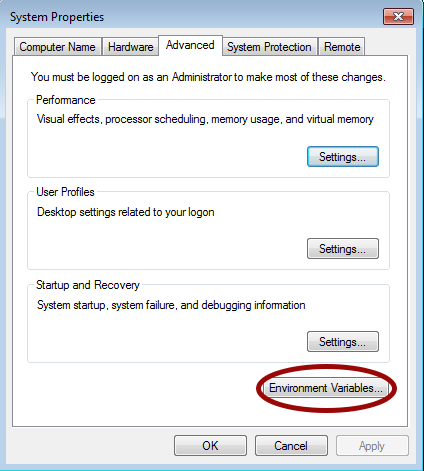 System Properties
Computer Name Hardware Advanced System Protection Remote
You must be logged on as an Administrator to make most of these changes.
Performance
Visual effects, processor scheduling, memory usage, and virtual memory
Settings...
User Profiles
Desktop settings related to your logon
Settings...
Startup and Recovery
System startup, system failure, and debugging information
Settings...
Environment Variables...
OK Cancel Apply